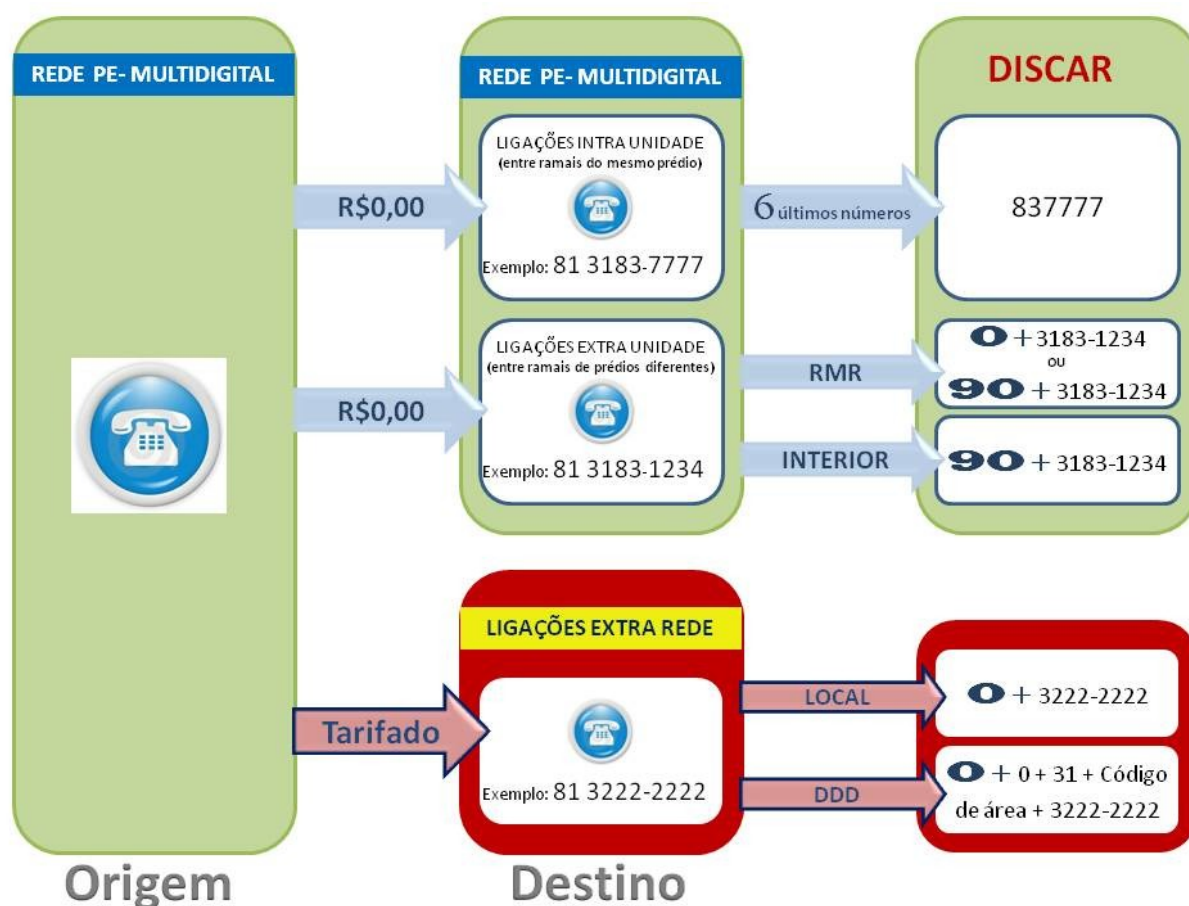 REDE PE- MULTIDIGITAL
REDE PE- MULTIDIGITAL
DISCAR
R$0,00
LIGAÇÕES INTRA UNIDADE
(entre ramais do mesmo prédio)
Exemplo: 81 3183-7777
6 últimos números
837777
R$0,00
LIGAÇÕES EXTRA UNIDADE
(entre ramais de prédios diferentes)
Exemplo: 81 3183-1234
RMR
0 + 3183-1234
ou
90 + 3183-1234
INTERIOR
90 + 3183-1234
LIGAÇÕES EXTRA REDE
Tarifado
Exemplo: 81 3222-2222
LOCAL
0 + 3222-2222
DDD
0 + 0 + 31 + Código
de área + 3222-2222
Origem
Destino